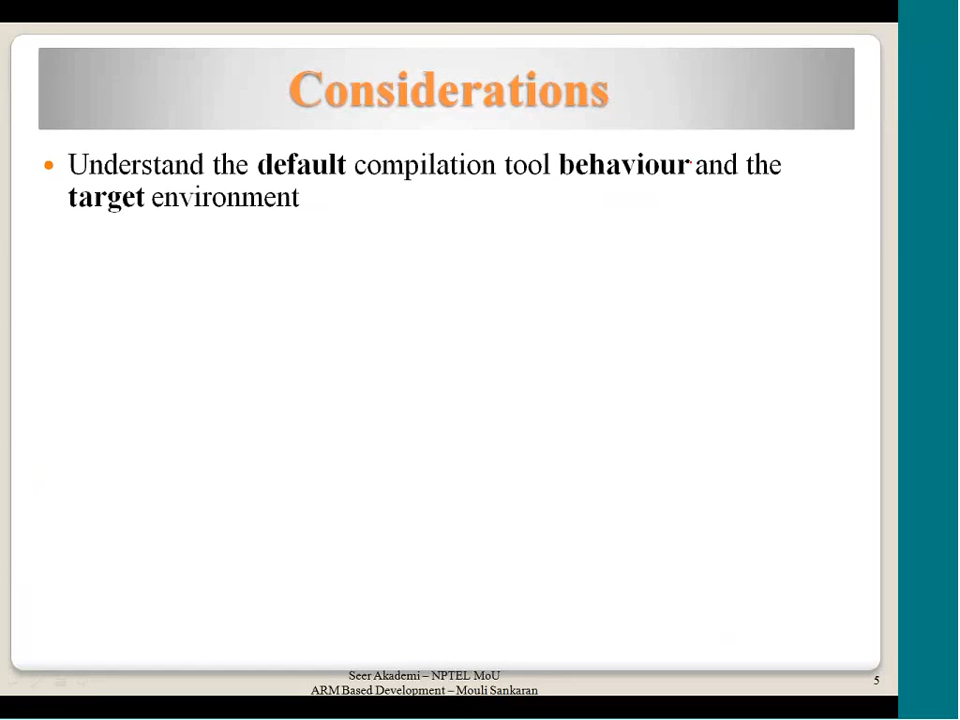 Considerations
• Understand the default compilation tool behaviour and the
target environment
Seer Akademi – NPTEL MoU
ARM Based Development – Mouli Sankaran
5